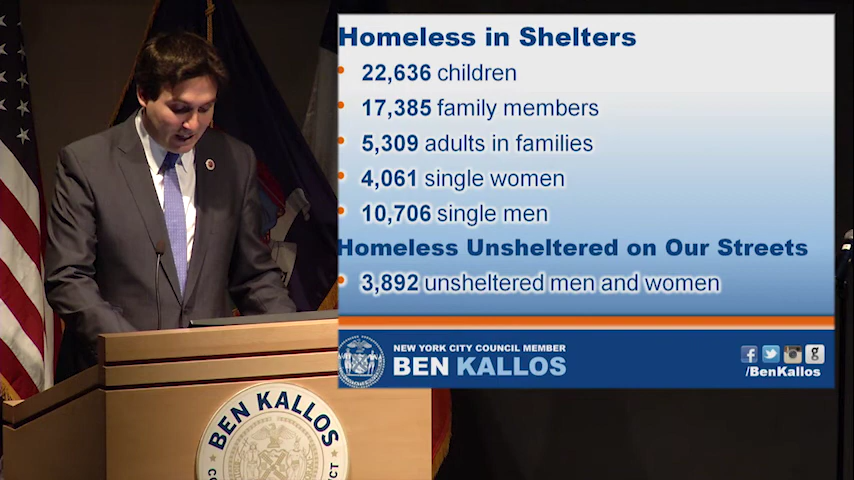 Homeless in Shelters
• 22,636 children
• 17,385 family members
• 5,309 adults in families
• 4,061 single women
• 10,706 single men
Homeless Unsheltered on Our Streets
• 3,892 unsheltered men and women
NEW YORK CITY COUNCIL MEMBER
BEN KALLOS
/BenKallos
BEN KALLOS